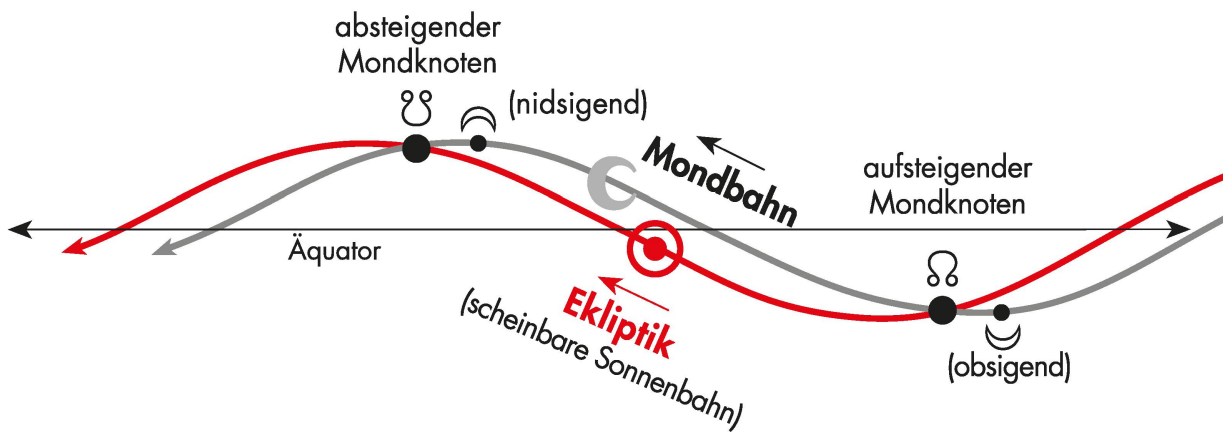 absteigender
Mondknoten
☋
(nidsigend)
Mondbahn
aufsteigender
Mondknoten
Äquator
☊
Ekliptik
(scheinbare Sonnenbahn)
(obsigend)